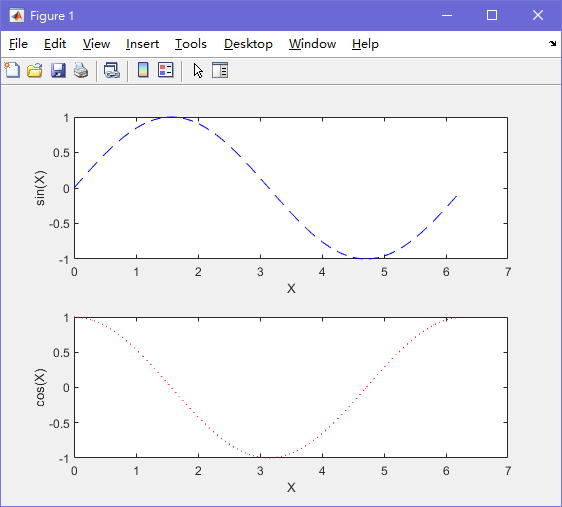 Figure 1
File Edit View Insert Tools Desktop Window Help
sin(X)
1
0.5
0
-0.5
-1
0 1 2 3 4 5 6 7
X
cos(X)
1
0.5
0
-0.5
-1
0 1 2 3 4 5 6 7
X